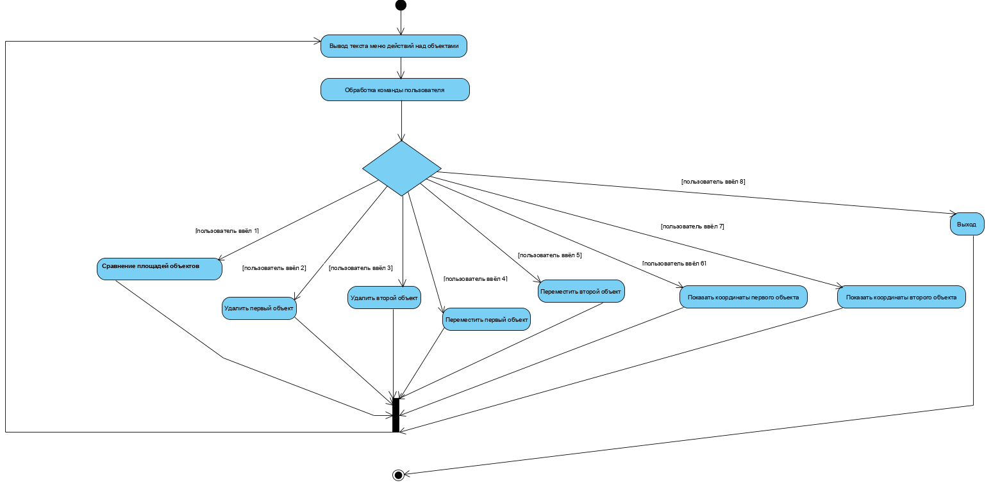 Вывод текста меню действий над объектами
Обработка команды пользователя
[пользователь ввёл 8]
[пользователь ввёл 7]
Выход
[пользователь ввёл 1]
[пользователь ввёл 5]
[пользователь ввёл 6]
Сравнение площадей объектов
[пользователь ввёл 2]
[пользователь ввёл 3]
[пользователь ввёл 4]
Переместить второй объект
Удалить второй объект
Показать координаты первого объекта
Показать координаты второго объекта
Удалить первый объект
Переместить первый объект